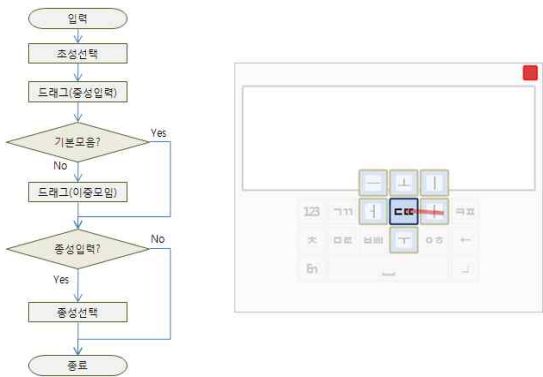 입력
초성선택
드래그(중성입력)
기본모음?
Yes
No
드래그(이중모임)
종성입력?
No
Yes
종성선택
종료
ㅡ ㅗ ㅣ
123 ㄱㄲ ㅓ ㄷㄸ ㅏ ㅋㅍ
ㅊ ㅁㄹ ㅂㅃ ㅜ ㅇㅎ ←